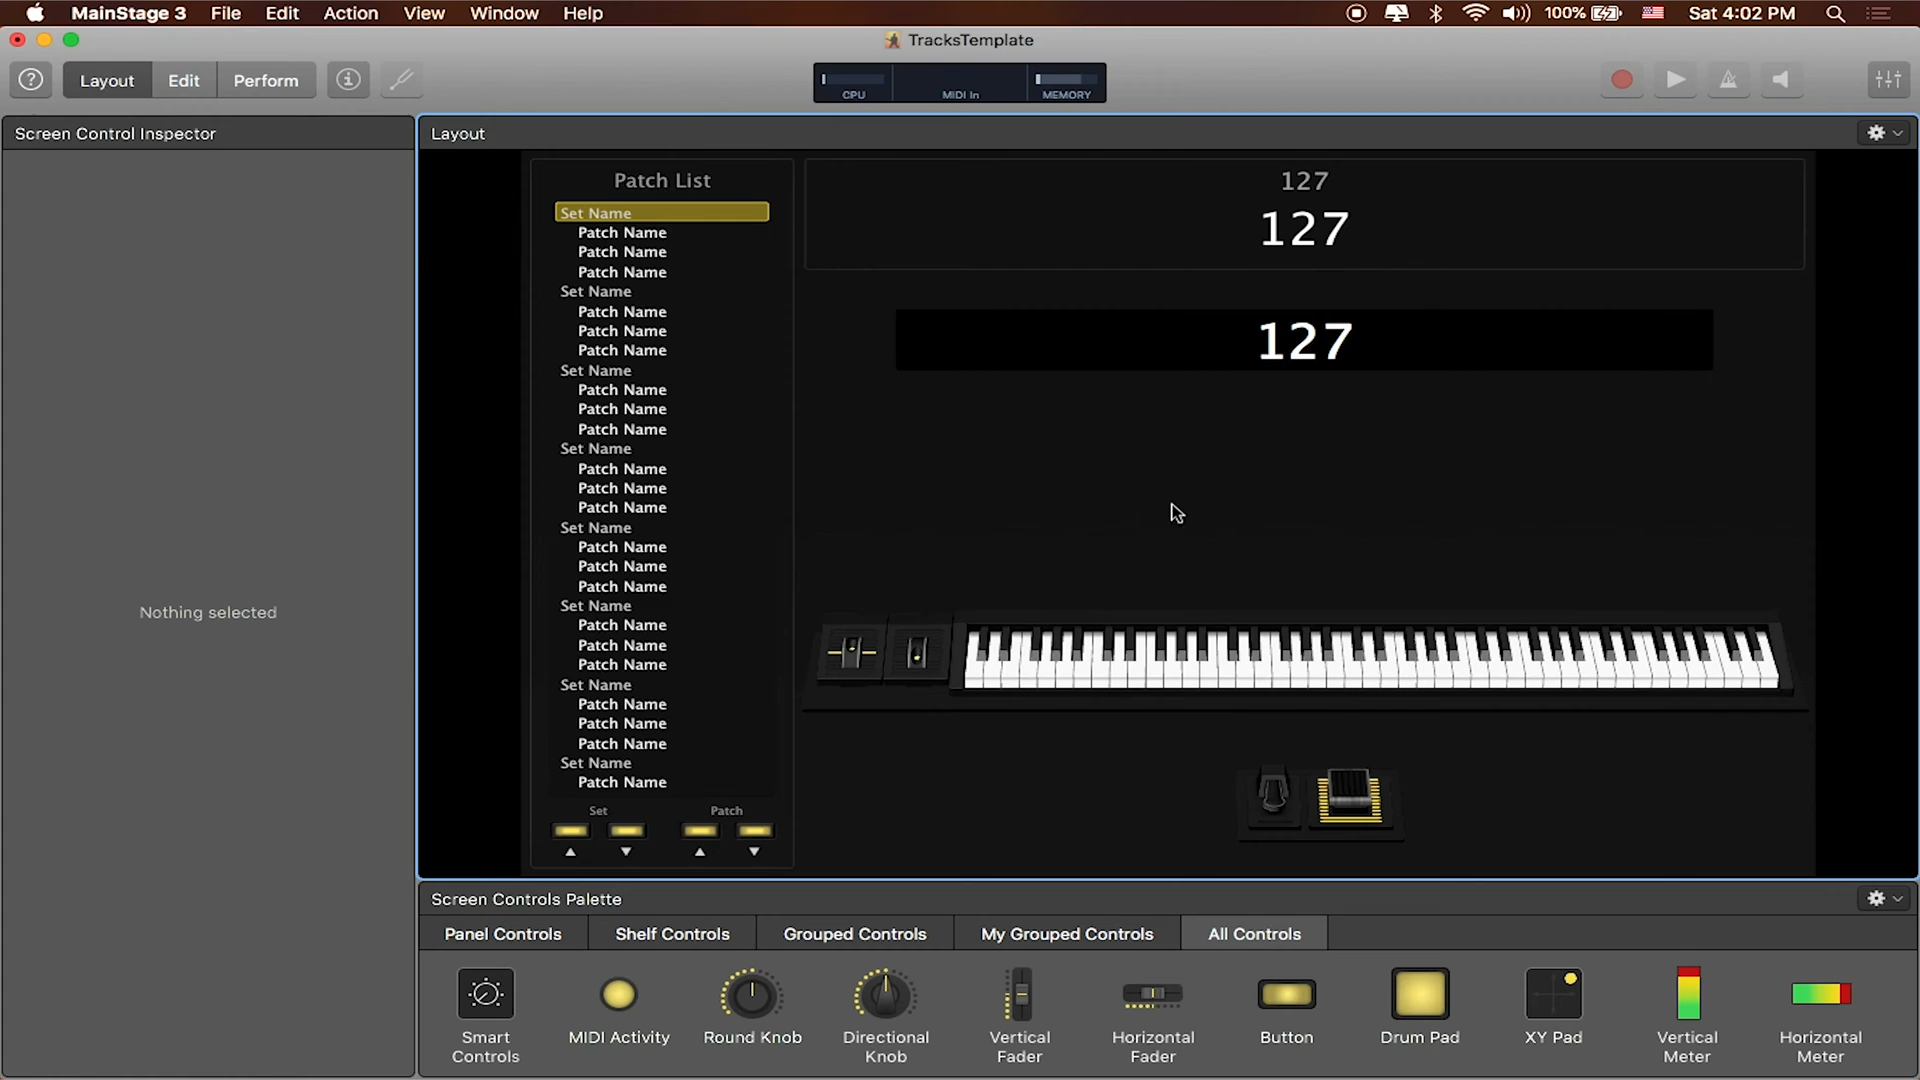 MainStage 3 File Edit Action View Window Help 100% Sat 4:02 PM
TracksTemplate
Layout Edit Perform
CPU MIDI In MEMORY
Screen Control Inspector
Layout
Patch List
Set Name
Patch Name
Patch Name
Patch Name
Set Name
Patch Name
Patch Name
Patch Name
Set Name
Patch Name
Patch Name
Patch Name
Set Name
Patch Name
Patch Name
Patch Name
Set Name
Patch Name
Patch Name
Patch Name
Set Name
Patch Name
Patch Name
Patch Name
Set Name
Patch Name
Patch Name
Patch Name
Set Name
Patch Name
Set Patch
127
127
127
Nothing selected
Screen Controls Palette
Panel Controls Shelf Controls Grouped Controls My Grouped Controls All Controls
Smart Controls
MIDI Activity
Round Knob
Directional Knob
Vertical Fader
Horizontal Fader
Button
Drum Pad
XY Pad
Vertical Meter
Horizontal Meter